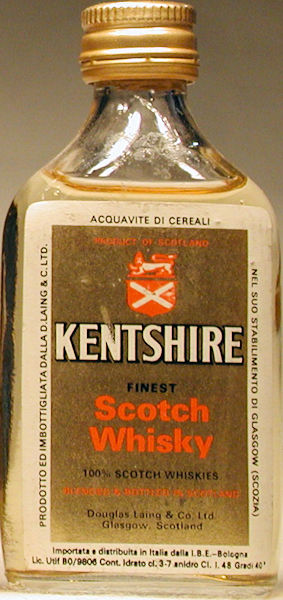 ACQUAVITE DI CEREALI
PRODUCT OF SCOTLAND
KENTSHIRE
FINEST
Scotch
Whisky
100% SCOTCH WHISKIES
BLENDED & BOTTLED IN SCOTLAND
Douglas Laing & Co. Ltd.
Glasgow, Scotland
PRODOTTO ED IMBOTTIGLIATA DALLA D. LAING & C. LTD.
NEL SUO STABILIMENTO DI GLASGOW (SCOZIA)
Importata e distribuita in Italia dalla I.B.E.-Bologna
Lic. Utif BO/9806 Cont. Idrato cl. 3-7 anidro Cl. 1. 48 Gradi 40°